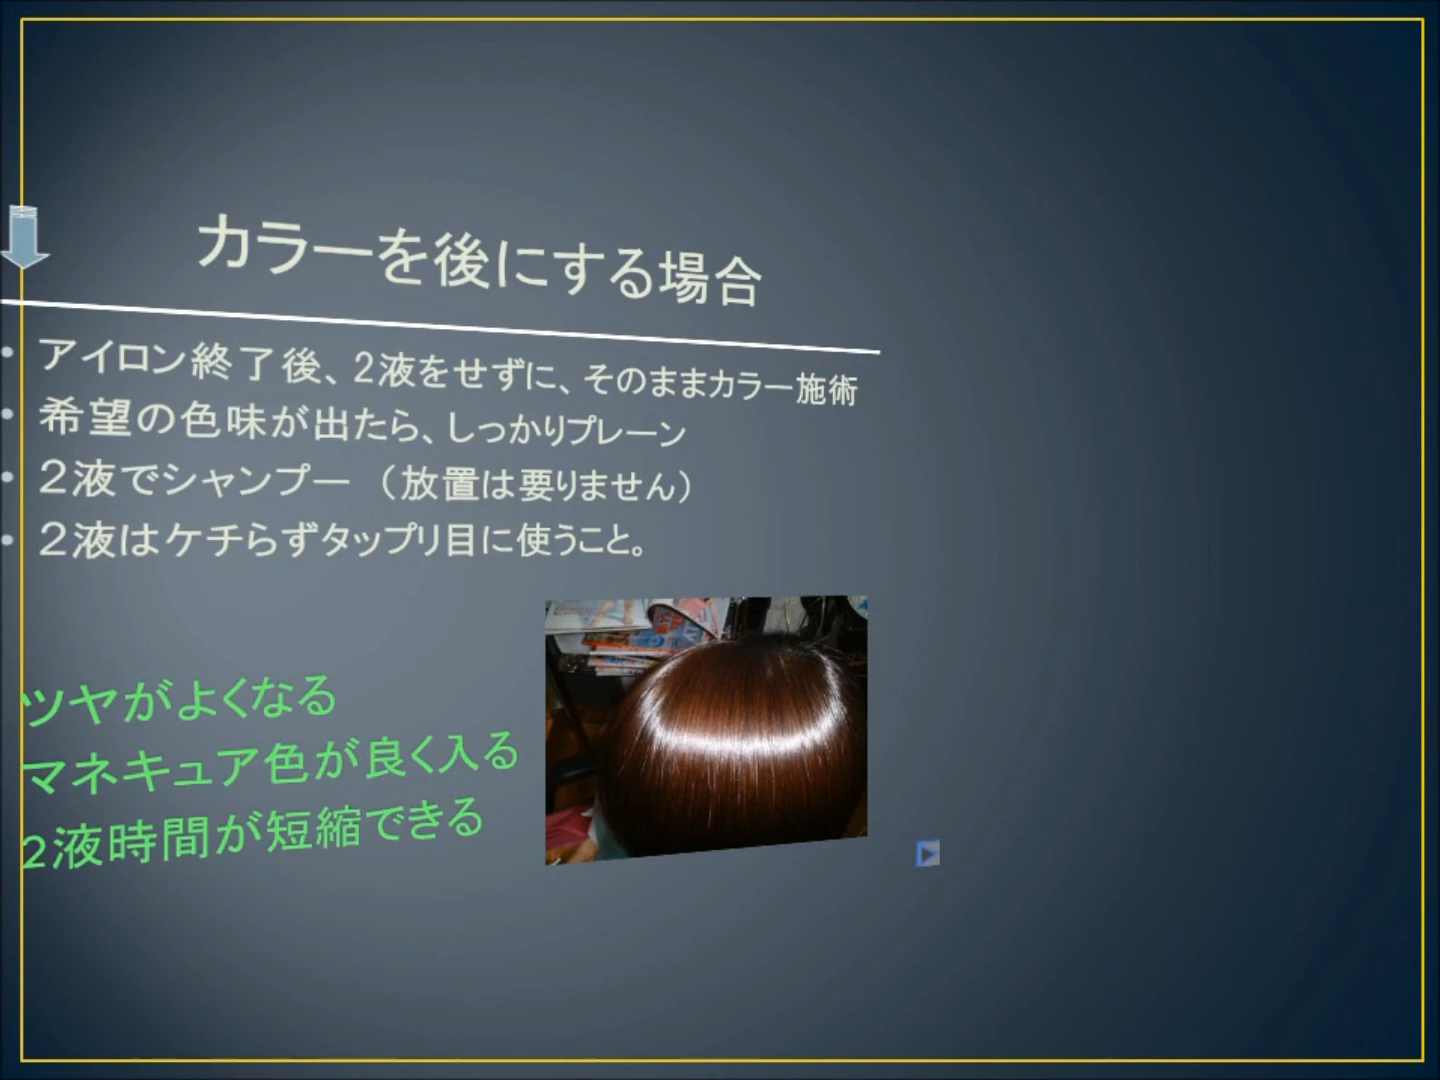 カラーを後にする場合
• アイロン終了後、2液をせずに、そのままカラー施術
• 希望の色味が出たら、しっかりプレーン
• ２液でシャンプー （放置は要りません）
• ２液はケチらずタップリ目に使うこと。
ツヤがよくなる
マネキュア色が良く入る
2液時間が短縮できる